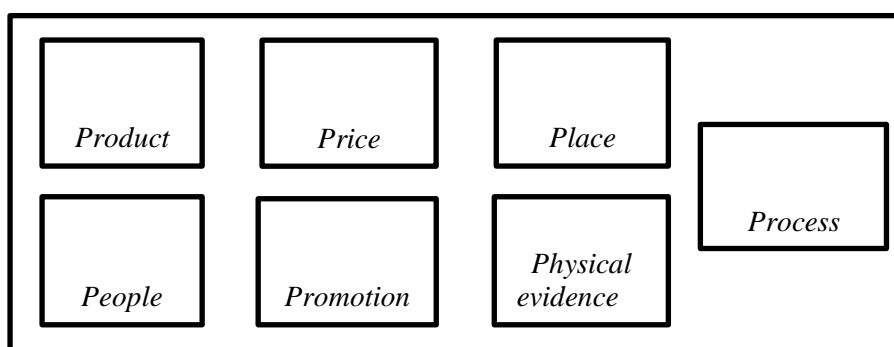 Product
Price
Place
Process
People
Promotion
Physical
evidence